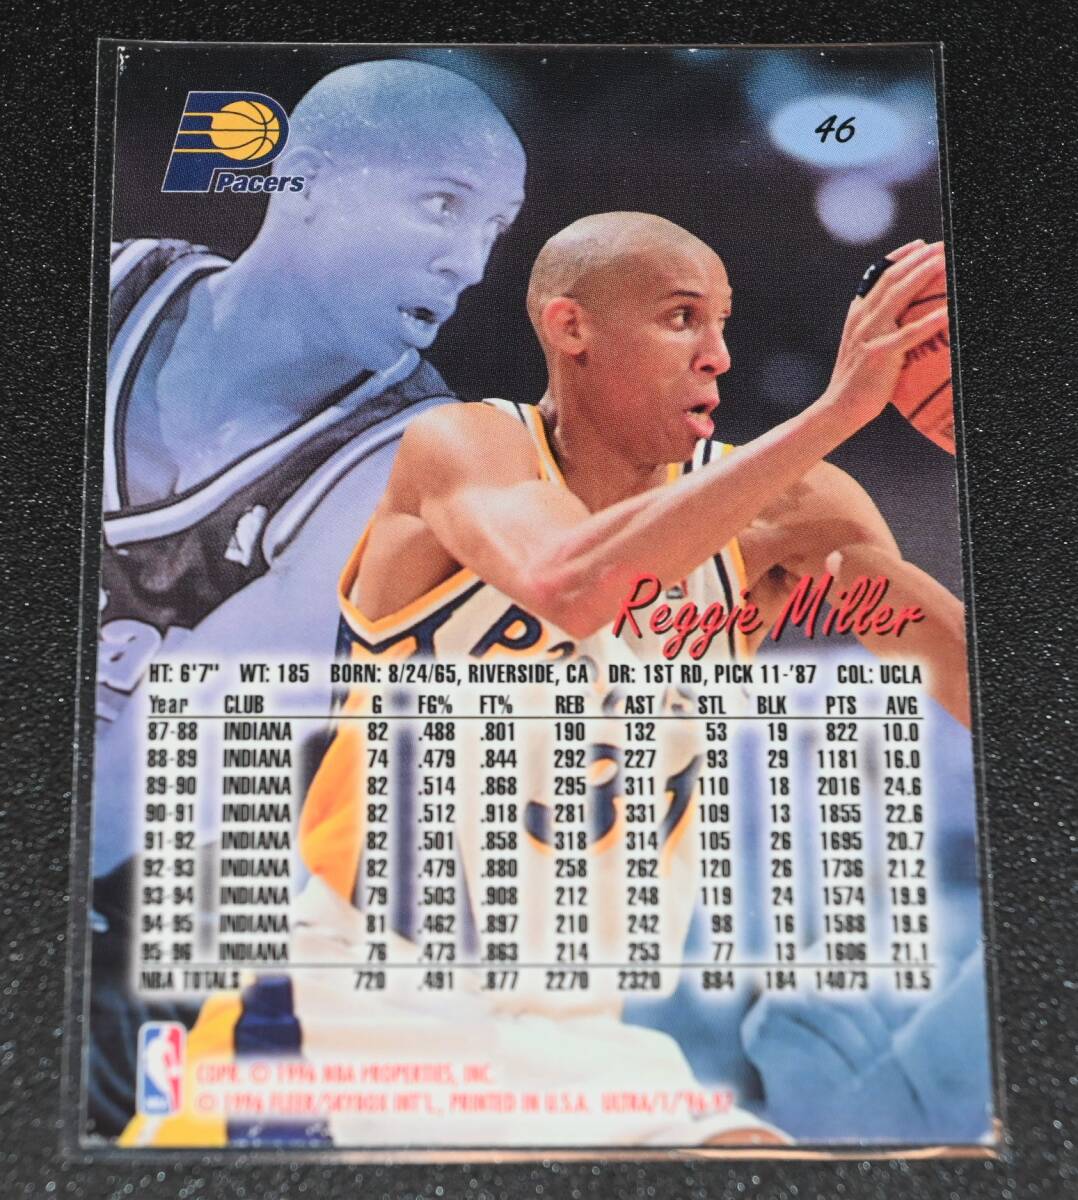 46
Pacers
Reggie Miller
HT: 6'7" WT: 185 BORN: 8/24/65, RIVERSIDE, CA DR: 1ST RD, PICK 11-'87 COL: UCLA
Year CLUB G FG% FT% REB AST STL BLK PTS AVG
87-88 INDIANA 82 .488 .801 190 132 53 19 822 10.0
88-89 INDIANA 74 .479 .844 292 227 93 29 1181 16.0
89-90 INDIANA 82 .514 .868 295 311 110 18 2016 24.6
90-91 INDIANA 82 .512 .918 281 331 109 13 1855 22.6
91-92 INDIANA 82 .501 .858 318 314 105 26 1695 20.7
92-93 INDIANA 82 .479 .880 258 262 120 26 1736 21.2
93-94 INDIANA 79 .503 .908 212 248 119 24 1574 19.9
94-95 INDIANA 81 .462 .897 210 242 98 16 1588 19.6
95-96 INDIANA 76 .473 .863 214 253 77 13 1606 21.1
NBA TOTALS 720 .491 .877 2270 2320 884 184 14073 19.5
COPR. © 1996 NBA PROPERTIES, INC.
© 1996 FLEER/SKYBOX INT'L., PRINTED IN U.S.A. ULTRA/1/'96-97